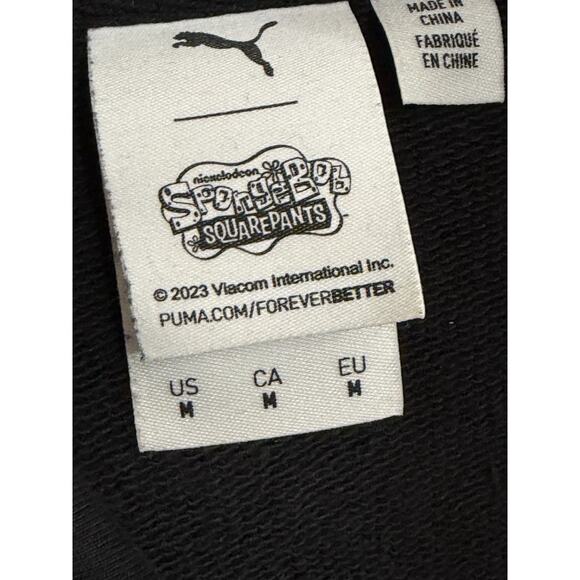 MADE IN
CHINA
FABRIQUÉ
EN CHINE
nickelodeon
SPONGEBOB
SQUAREPANTS
© 2023 Viacom International Inc.
PUMA.COM/FOREVERBETTER
US CA EU
M M M